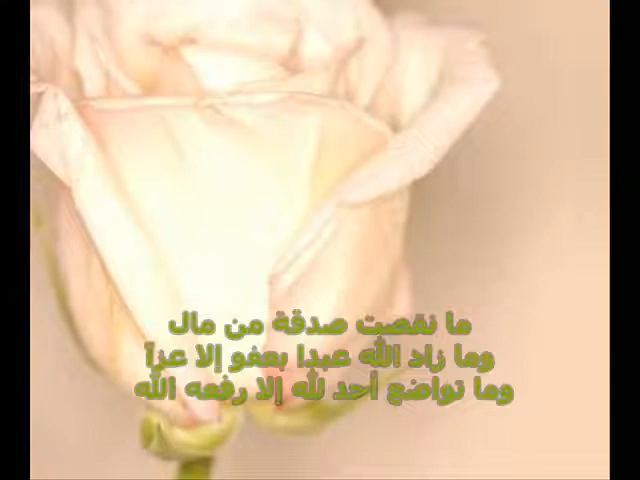 ما نقصت صدقة من مال
وما زاد الله عبدا بعفو إلا عزاً
وما تواضع أحد لله إلا رفعه الله